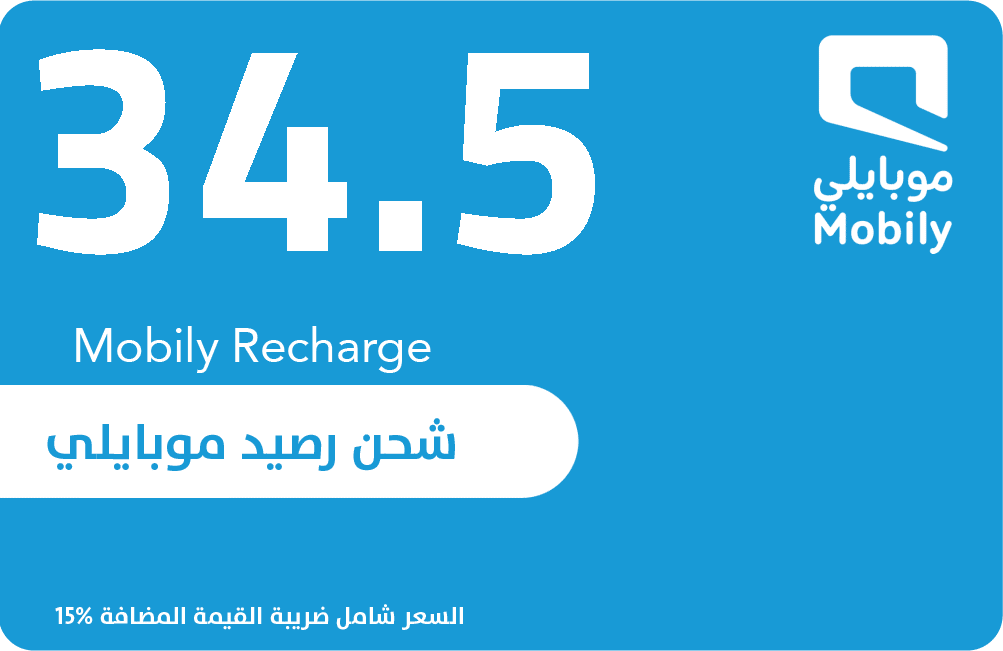 34.5
موبايلي
Mobily
Mobily Recharge
شحن رصيد موبايلي
السعر شامل ضريبة القيمة المضافة 15%